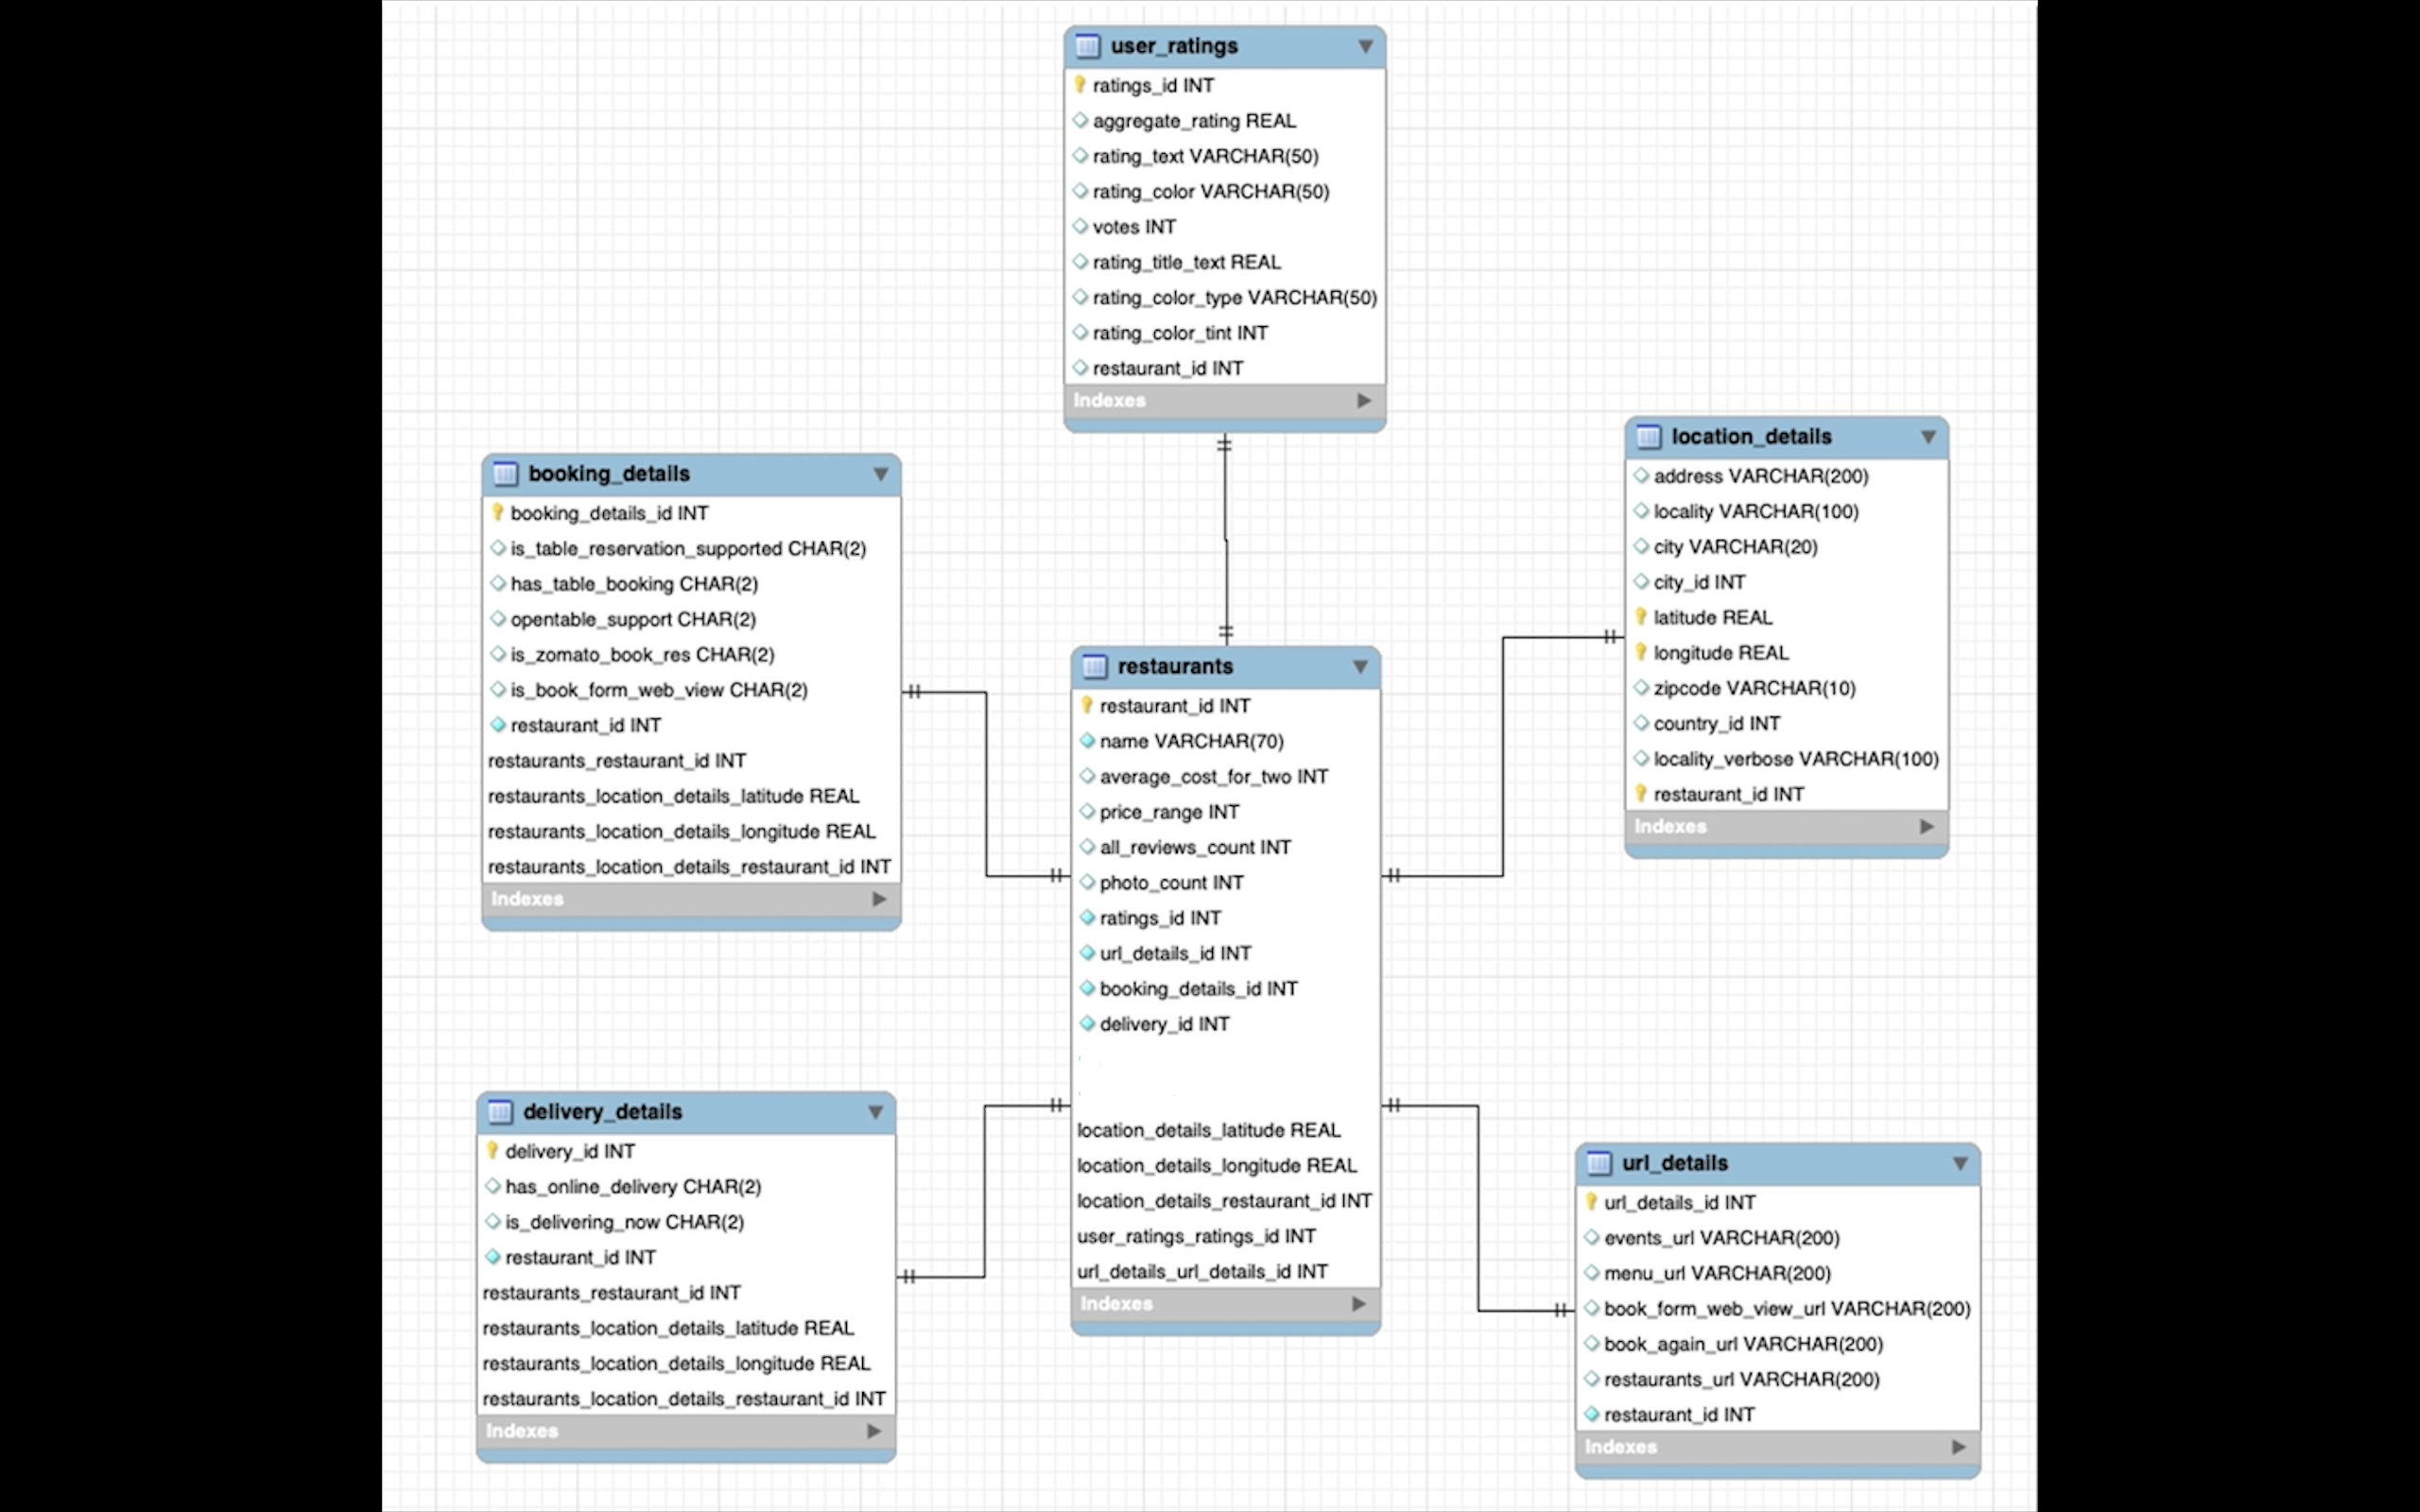 user_ratings
ratings_id INT
aggregate_rating REAL
rating_text VARCHAR(50)
rating_color VARCHAR(50)
votes INT
rating_title_text REAL
rating_color_type VARCHAR(50)
rating_color_tint INT
restaurant_id INT
Indexes
booking_details
booking_details_id INT
is_table_reservation_supported CHAR(2)
has_table_booking CHAR(2)
opentable_support CHAR(2)
is_zomato_book_res CHAR(2)
is_book_form_web_view CHAR(2)
restaurant_id INT
restaurants_restaurant_id INT
restaurants_location_details_latitude REAL
restaurants_location_details_longitude REAL
restaurants_location_details_restaurant_id INT
Indexes
location_details
address VARCHAR(200)
locality VARCHAR(100)
city VARCHAR(20)
city_id INT
latitude REAL
longitude REAL
zipcode VARCHAR(10)
country_id INT
locality_verbose VARCHAR(100)
restaurant_id INT
Indexes
restaurants
restaurant_id INT
name VARCHAR(70)
average_cost_for_two INT
price_range INT
all_reviews_count INT
photo_count INT
ratings_id INT
url_details_id INT
booking_details_id INT
delivery_id INT
location_details_latitude REAL
location_details_longitude REAL
location_details_restaurant_id INT
user_ratings_ratings_id INT
url_details_url_details_id INT
Indexes
delivery_details
delivery_id INT
has_online_delivery CHAR(2)
is_delivering_now CHAR(2)
restaurant_id INT
restaurants_restaurant_id INT
restaurants_location_details_latitude REAL
restaurants_location_details_longitude REAL
restaurants_location_details_restaurant_id INT
Indexes
url_details
url_details_id INT
events_url VARCHAR(200)
menu_url VARCHAR(200)
book_form_web_view_url VARCHAR(200)
book_again_url VARCHAR(200)
restaurants_url VARCHAR(200)
restaurant_id INT
Indexes